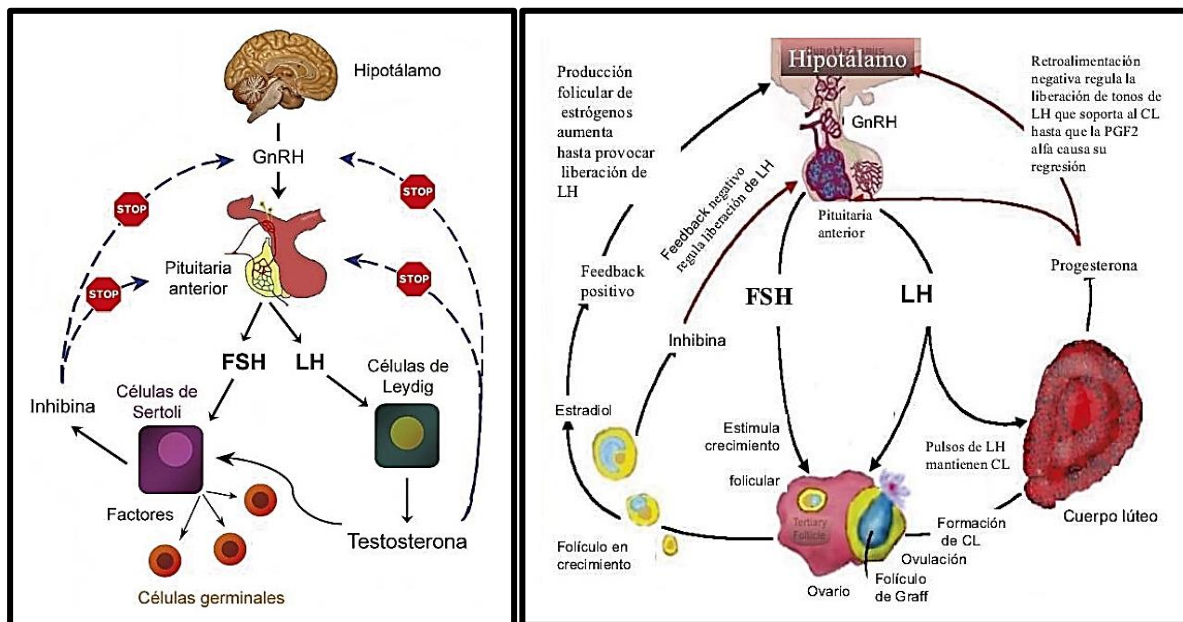 Hipotálamo
GnRH
STOP
STOP
STOP
STOP
Pituitaria
anterior
FSH
LH
Células de
Leydig
Células de
Sertoli
Inhibina
Factores
Testosterona
Células germinales
Hipotálamo
GnRH
Pituitaria
anterior
Producción
folicular de
estrógenos
aumenta
hasta provocar
liberación de
LH
Feedback negativo
regula liberación de LH
Retroalimentación
negativa regula la
liberación de tonos de
LH que soporta al CL
hasta que la PGF2
alfa causa su
regresión
Feedback
positivo
FSH
LH
Progesterona
Inhibina
Estradiol
Estimula
crecimiento
folicular
Pulsos de LH
mantienen CL
Tertiary
Follicle
Cuerpo lúteo
Formación
de CL
Ovulación
Folículo en
crecimiento
Ovario
Folículo
de Graff